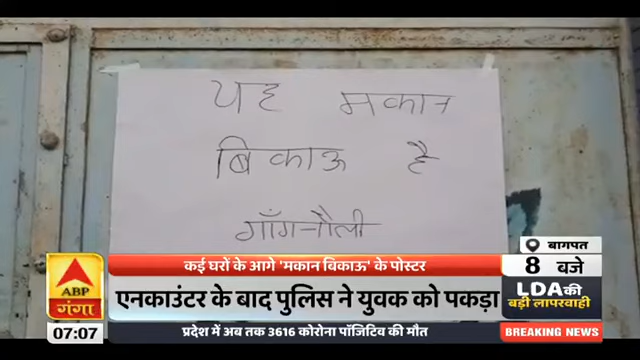 यह मकान
बिकाऊ है
गाँगनौली
कई घरों के आगे 'मकान बिकाऊ' के पोस्टर
बागपत
8 बजे
ABP
गंगा
एनकाउंटर के बाद पुलिस ने युवक को पकड़ा
LDA की
बड़ी लापरवाही
07:07
प्रदेश में अब तक 3616 कोरोना पॉजिटिव की मौत
BREAKING NEWS